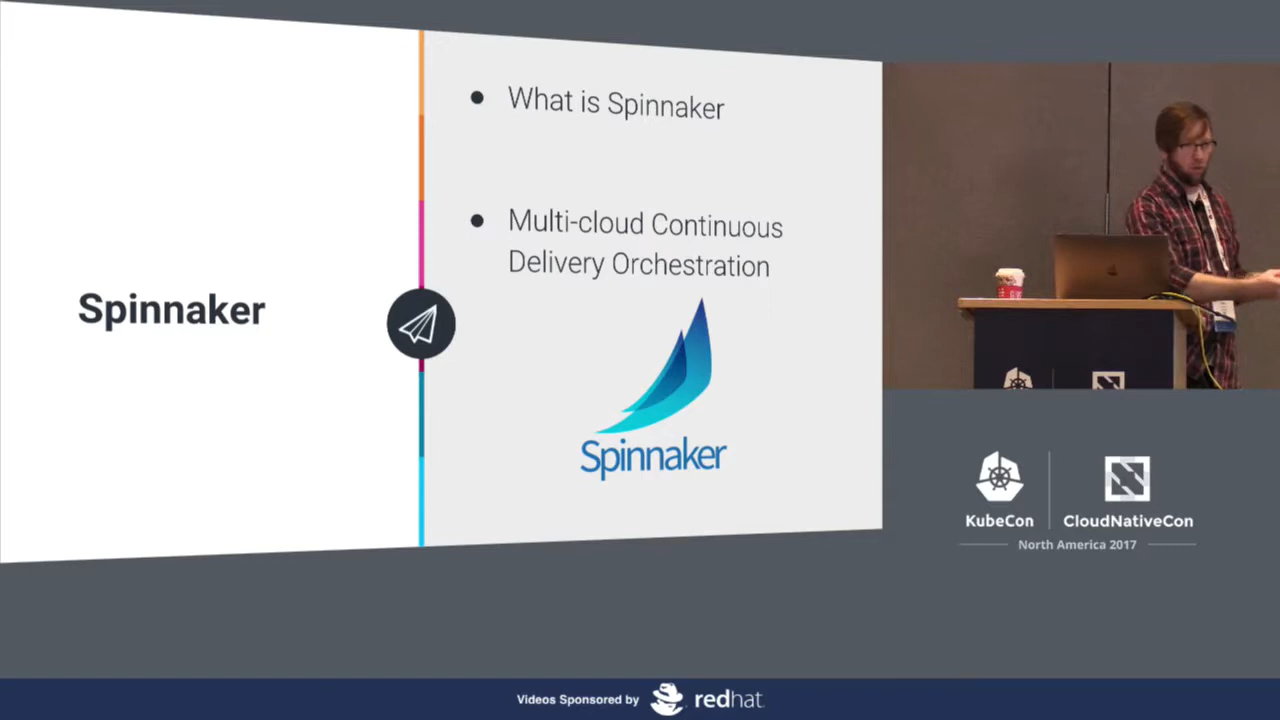 Spinnaker
What is Spinnaker
Multi-cloud Continuous
Delivery Orchestration
Spinnaker
KubeCon
CloudNativeCon
North America 2017
Videos Sponsored by
redhat.